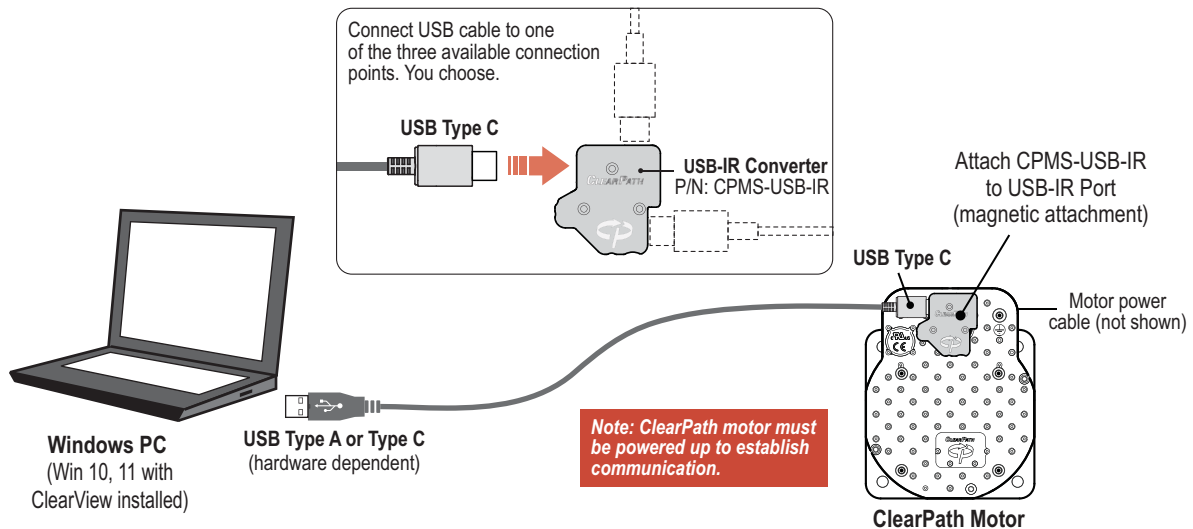 Connect USB cable to one
of the three available connection
points. You choose.
USB Type C
CLEARPATH
USB-IR Converter
P/N: CPMS-USB-IR
Attach CPMS-USB-IR
to USB-IR Port
(magnetic attachment)
USB Type C
Motor power
cable (not shown)
Windows PC
(Win 10, 11 with
ClearView installed)
USB Type A or Type C
(hardware dependent)
Note: ClearPath motor must
be powered up to establish
communication.
CE
CLEARPATH
ClearPath Motor